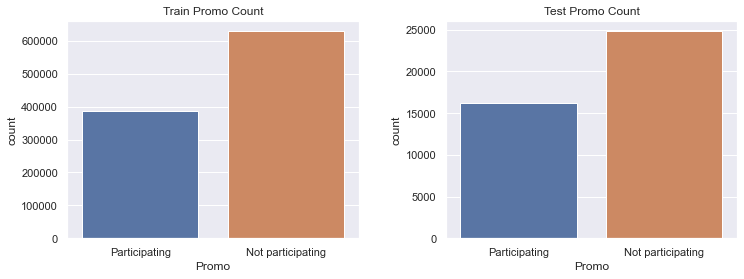 Train Promo Count
600000
500000
400000
300000
200000
100000
0
count
Participating
Not participating
Promo
Test Promo Count
25000
20000
15000
10000
5000
0
count
Participating
Not participating
Promo